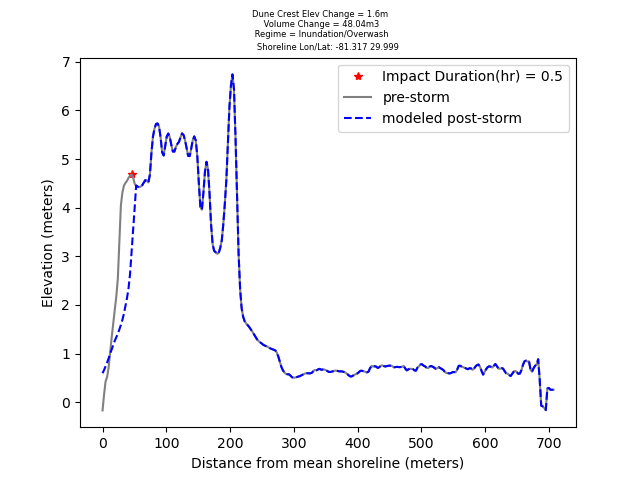 Dune Crest Elev Change = 1.6m
Volume Change = 48.04m3
Regime = Inundation/Overwash
Shoreline Lon/Lat: -81.317 29.999
Impact Duration(hr) = 0.5
pre-storm
modeled post-storm
7
6
5
4
3
2
1
0
Elevation (meters)
0 100 200 300 400 500 600 700
Distance from mean shoreline (meters)